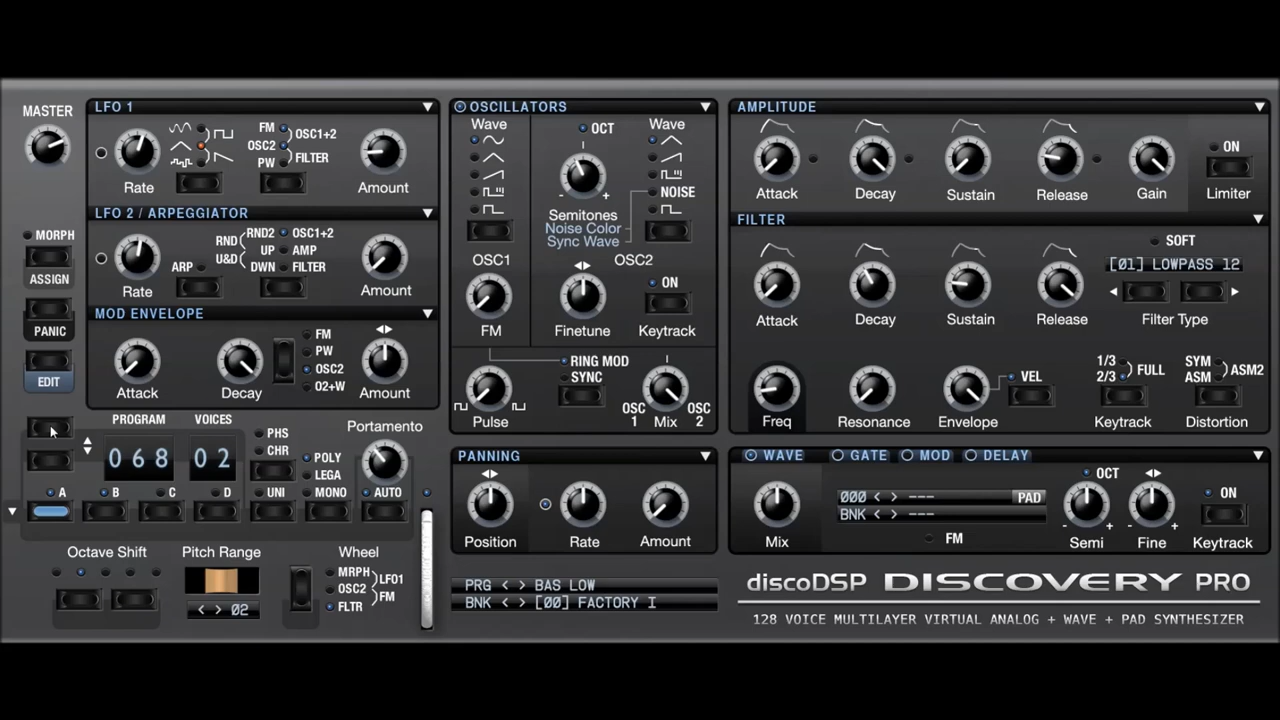 MASTER
MORPH
ASSIGN
PANIC
EDIT
LFO 1
FM
OSC2
PW
OSC1+2
FILTER
Rate
Amount
LFO 2 / ARPEGGIATOR
RND
U&D
RND2
UP
DWN
OSC1+2
AMP
FILTER
ARP
Rate
Amount
MOD ENVELOPE
FM
PW
OSC2
O2+W
Attack
Decay
Amount
PROGRAM
VOICES
068
02
PHS
CHR
UNI
POLY
LEGA
MONO
Portamento
AUTO
A
B
C
D
Octave Shift
Pitch Range
< > 02
Wheel
MRPH
OSC2
FLTR
LFO1
FM
OSCILLATORS
Wave
OCT
Wave
NOISE
Semitones
Noise Color
Sync Wave
OSC1
OSC2
ON
FM
Finetune
Keytrack
RING MOD
SYNC
Pulse
OSC 1
Mix
OSC 2
PANNING
Position
Rate
Amount
PRG < > BAS LOW
BNK < > [00] FACTORY I
AMPLITUDE
Attack
Decay
Sustain
Release
Gain
ON
Limiter
FILTER
SOFT
[01] LOWPASS 12
Attack
Decay
Sustain
Release
Filter Type
VEL
1/3
2/3
FULL
SYM
ASM
ASM2
Freq
Resonance
Envelope
Keytrack
Distortion
WAVE
GATE
MOD
DELAY
000 < > ---
PAD
BNK < > ---
FM
OCT
ON
Mix
Semi
Fine
Keytrack
discoDSP DISCOVERY PRO
128 VOICE MULTILAYER VIRTUAL ANALOG + WAVE + PAD SYNTHESIZER